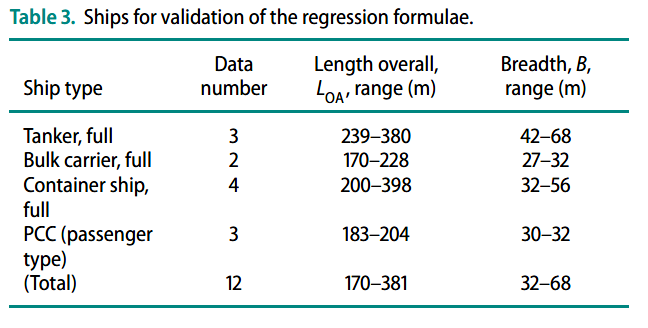 Table 3. Ships for validation of the regression formulae.
Ship type Data number Length overall, L_OA, range (m) Breadth, B, range (m)
Tanker, full 3 239–380 42–68
Bulk carrier, full 2 170–228 27–32
Container ship, full 4 200–398 32–56
PCC (passenger type) 3 183–204 30–32
(Total) 12 170–381 32–68